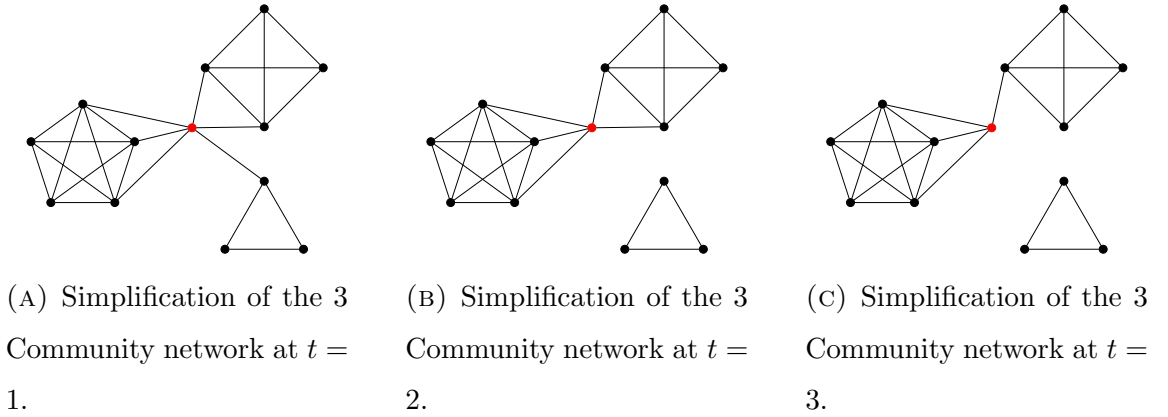 (A) Simplification of the 3
Community network at t =
1.
(B) Simplification of the 3
Community network at t =
2.
(C) Simplification of the 3
Community network at t =
3.